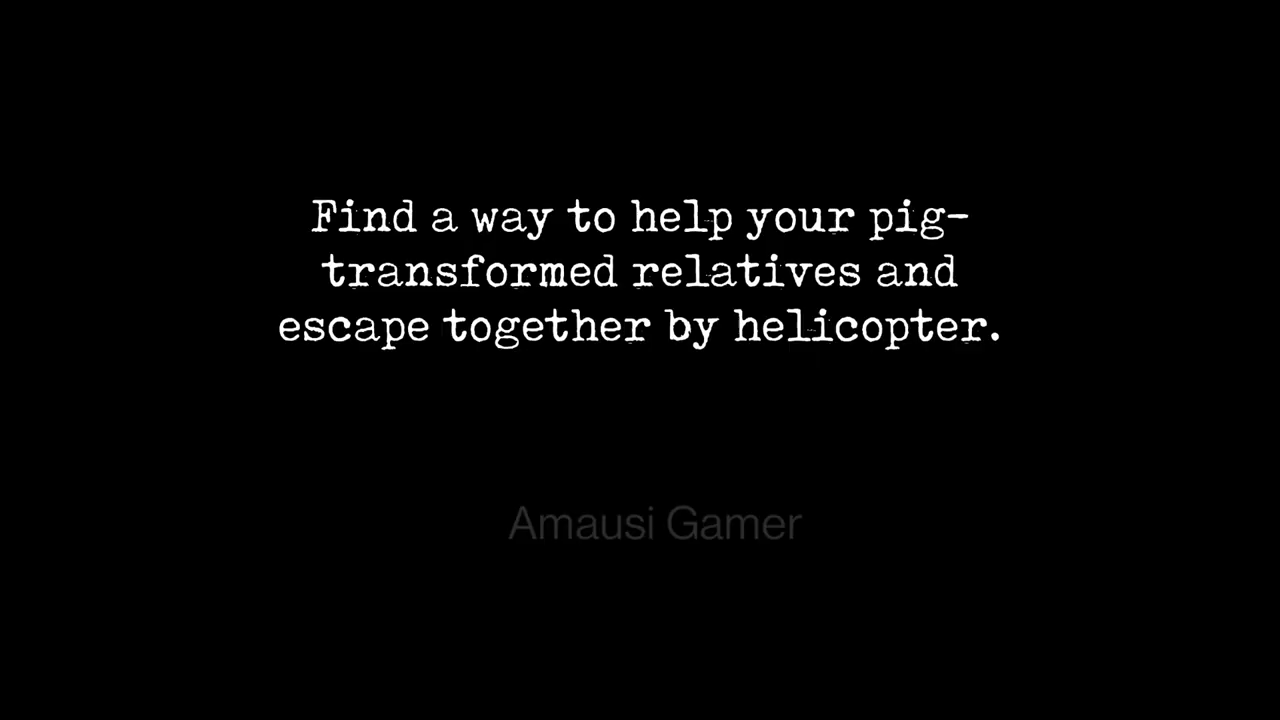 Find a way to help your pig-
transformed relatives and
escape together by helicopter.
Amausi Gamer